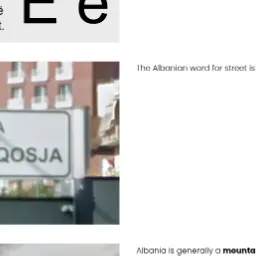 E e
t.
The Albanian word for street is
A
QOSJA
Albania is generally a mounta